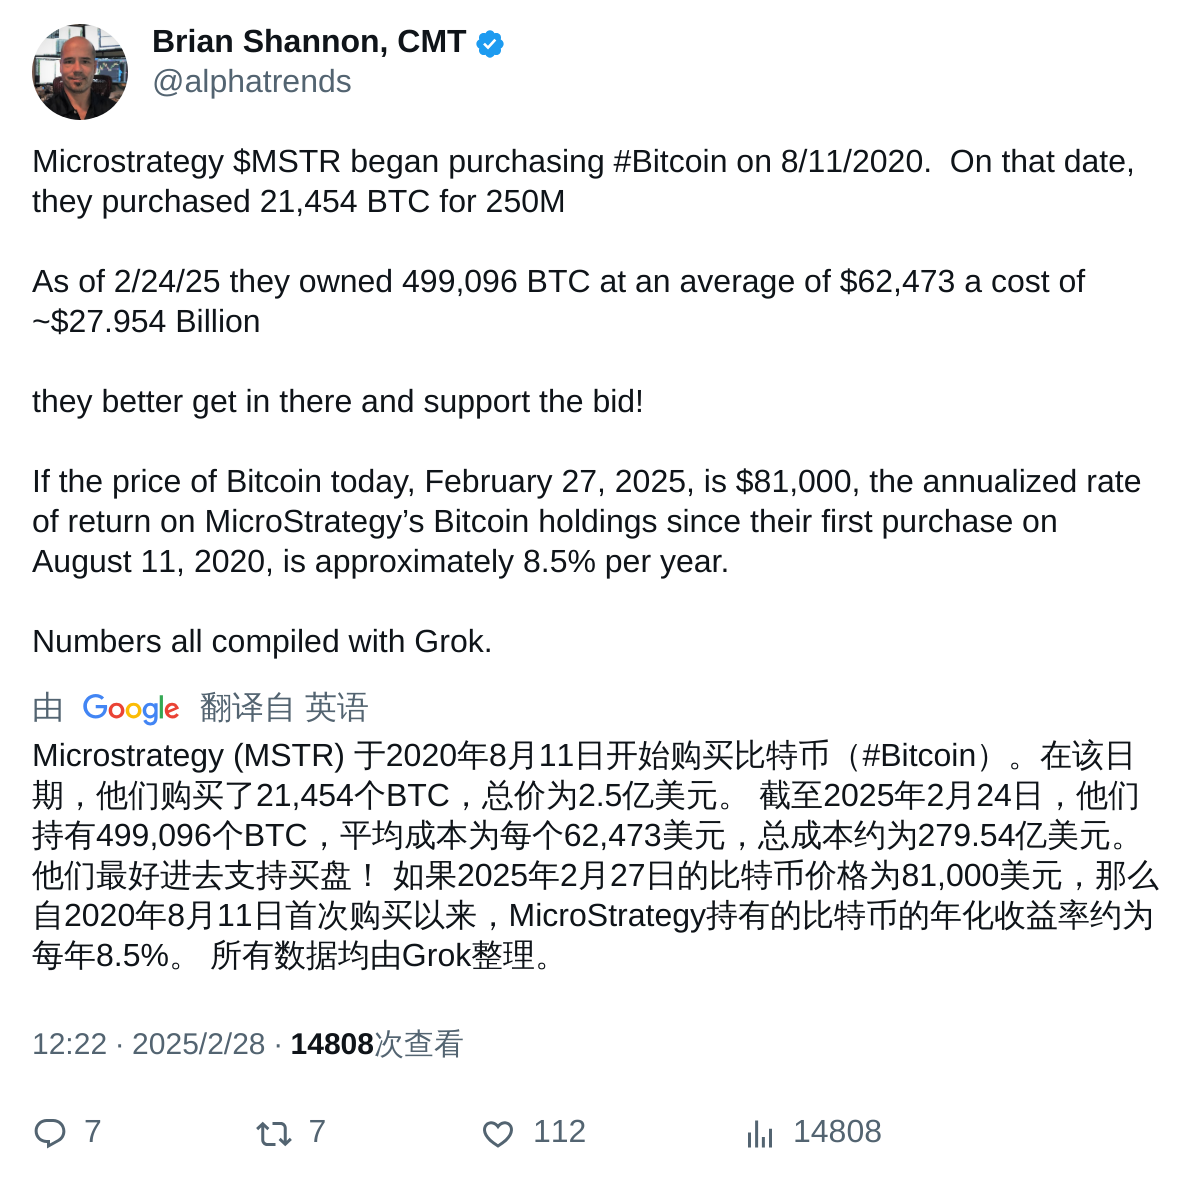 Brian Shannon, CMT
@alphatrends
Microstrategy $MSTR began purchasing #Bitcoin on 8/11/2020.  On that date,
they purchased 21,454 BTC for 250M
As of 2/24/25 they owned 499,096 BTC at an average of $62,473 a cost of
~$27.954 Billion
they better get in there and support the bid!
If the price of Bitcoin today, February 27, 2025, is $81,000, the annualized rate
of return on MicroStrategy’s Bitcoin holdings since their first purchase on
August 11, 2020, is approximately 8.5% per year.
Numbers all compiled with Grok.
由 Google 翻译自 英语
Microstrategy (MSTR) 于2020年8月11日开始购买比特币（#Bitcoin）。在该日
期，他们购买了21,454个BTC，总价为2.5亿美元。 截至2025年2月24日，他们
持有499,096个BTC，平均成本为每个62,473美元，总成本约为279.54亿美元。
他们最好进去支持买盘！ 如果2025年2月27日的比特币价格为81,000美元，那么
自2020年8月11日首次购买以来，MicroStrategy持有的比特币的年化收益率约为
每年8.5%。 所有数据均由Grok整理。
12:22 · 2025/2/28 · 14808次查看
7 7 112 14808